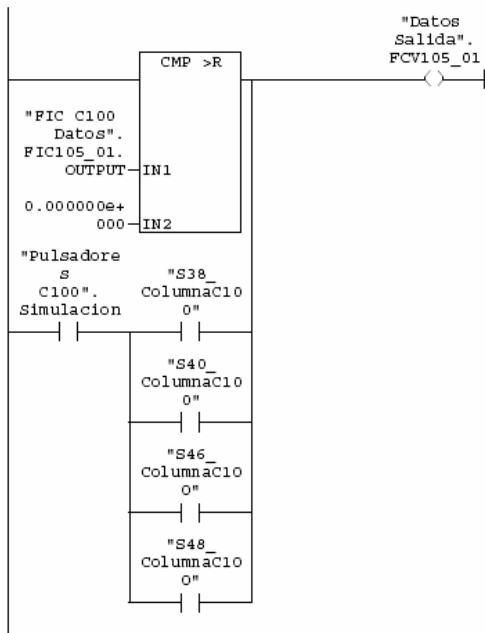 "Datos
Salida".
FCV105_01
CMP >R
"FIC C100
Datos".
FIC105_01.
OUTPUT
IN1
0.000000e+
000
IN2
"Pulsadore
s
C100".
Simulacion
"S38_
ColumnaC10
0"
"S40_
ColumnaC10
0"
"S46_
ColumnaC10
0"
"S48_
ColumnaC10
0"